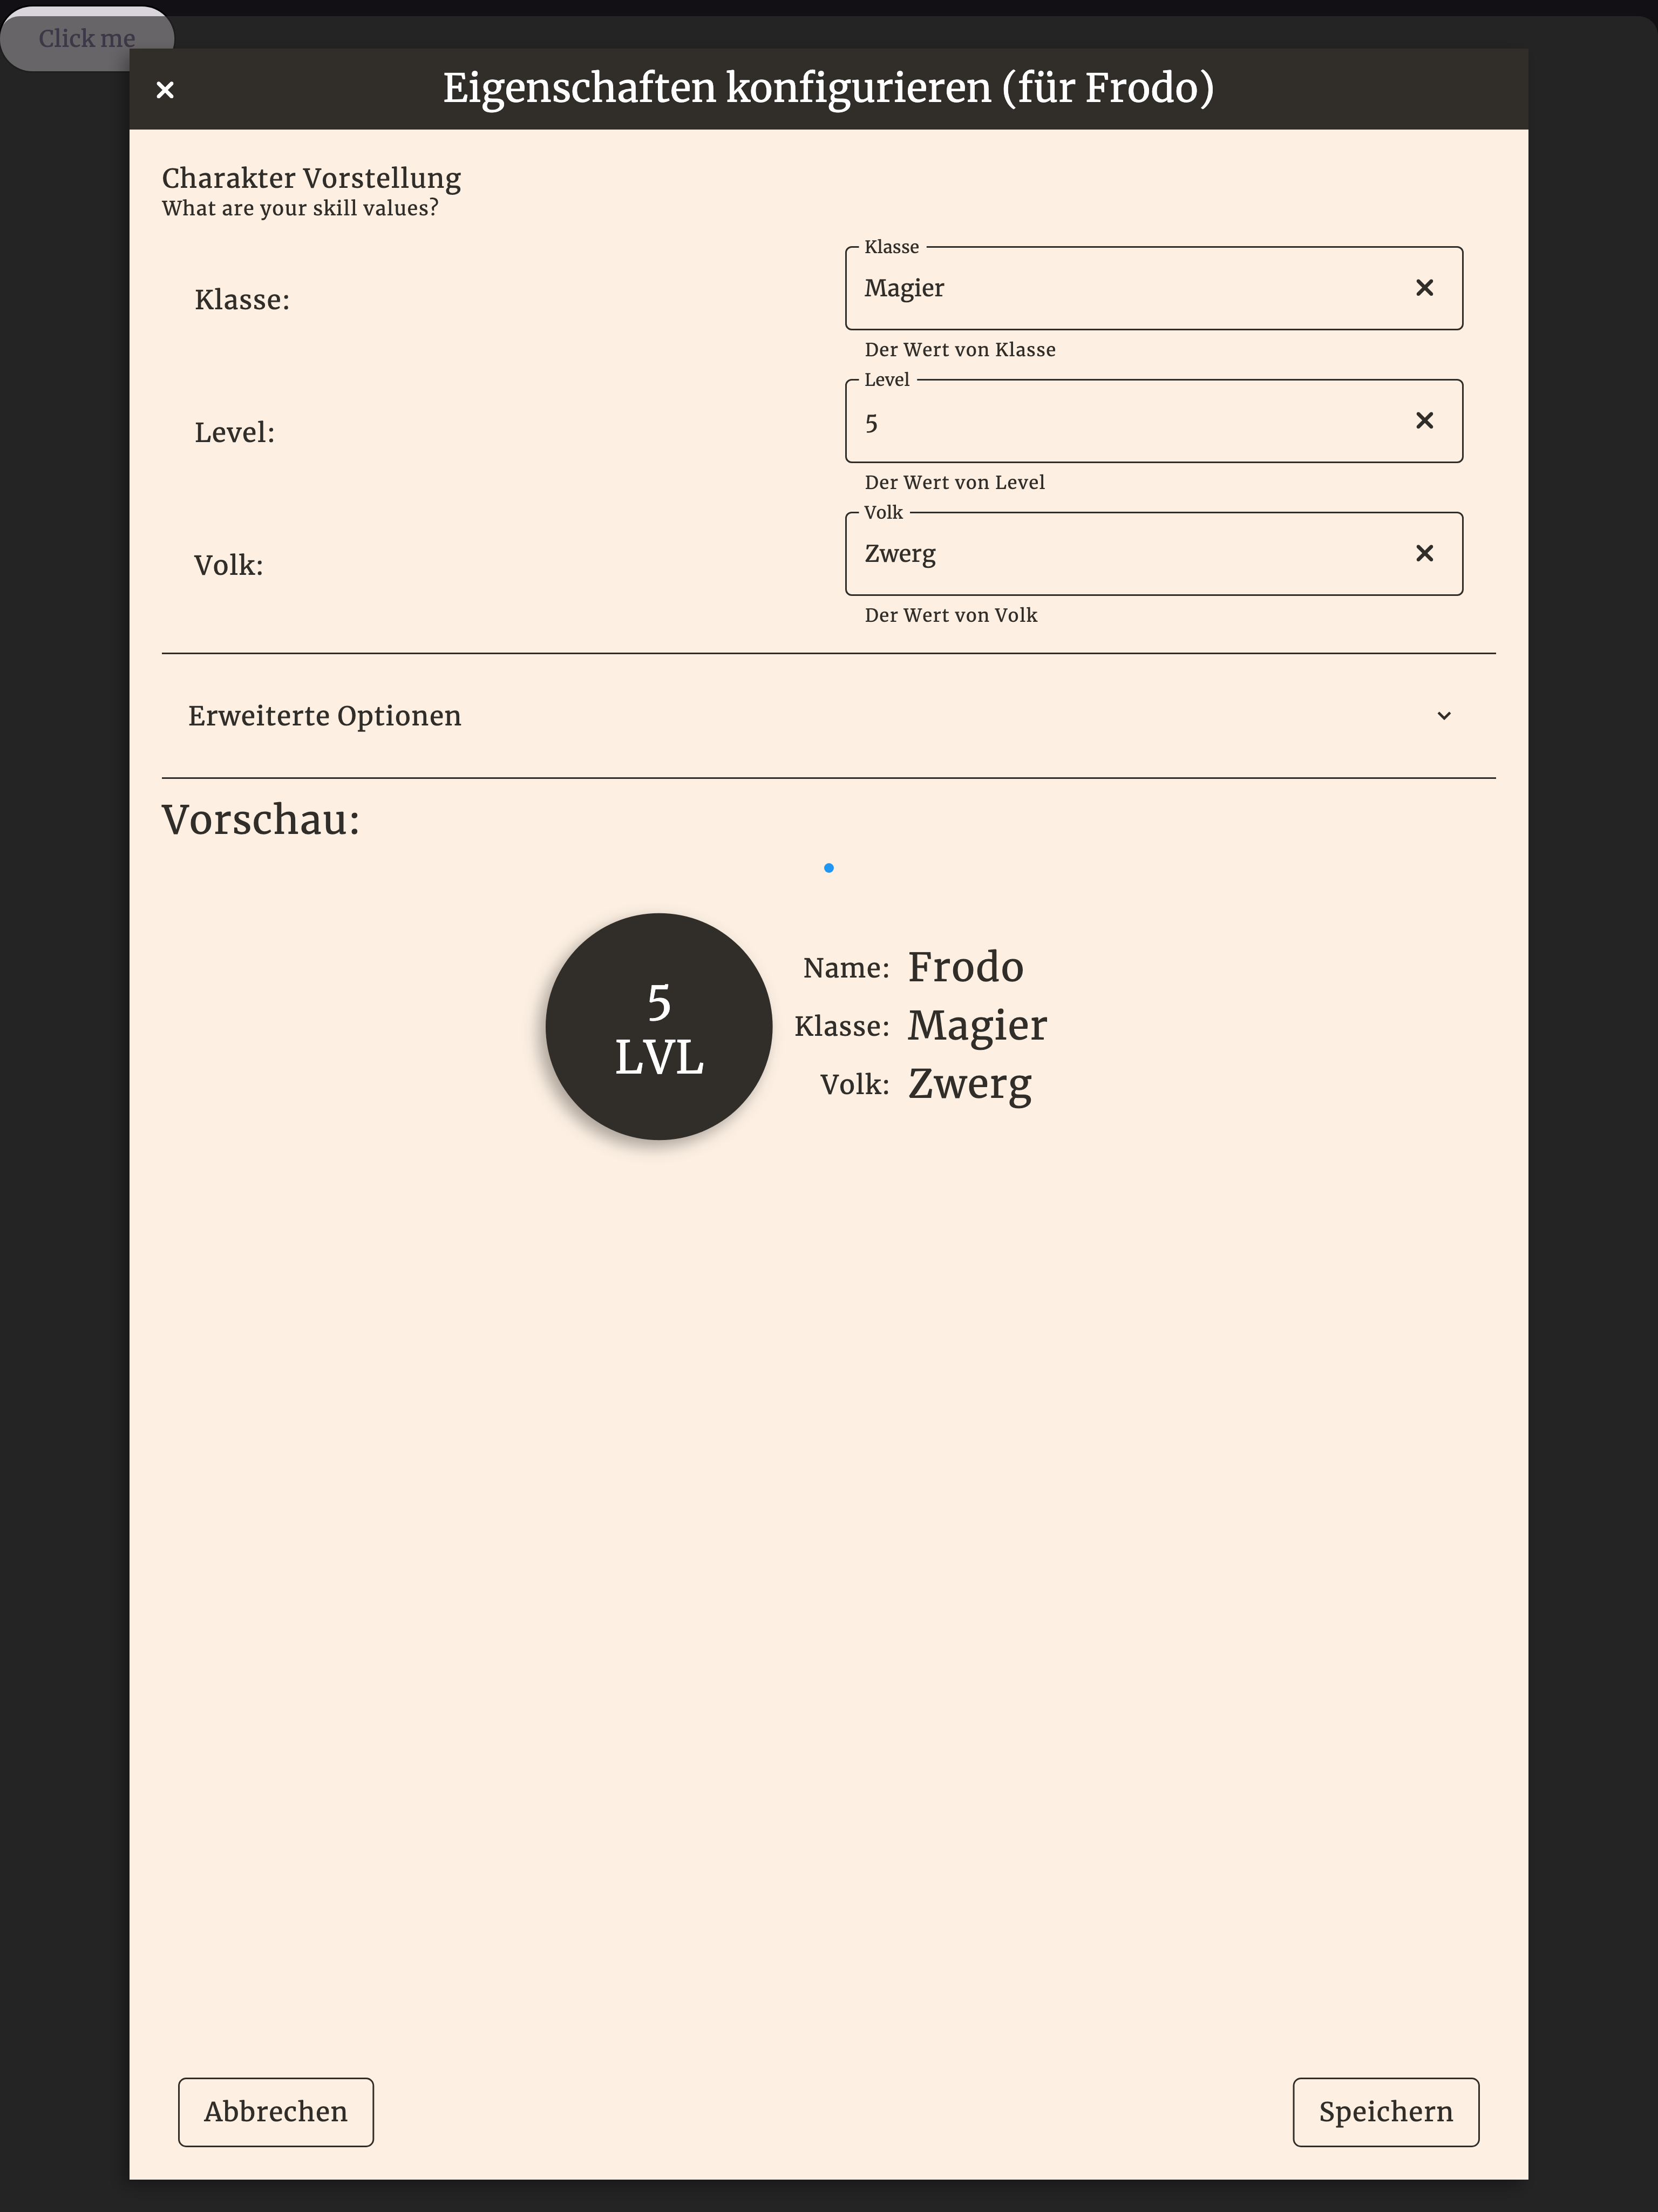 Click me
Eigenschaften konfigurieren (für Frodo)
Charakter Vorstellung
What are your skill values?
Klasse:
Klasse
Magier
Der Wert von Klasse
Level:
Level
5
Der Wert von Level
Volk:
Volk
Zwerg
Der Wert von Volk
Erweiterte Optionen
Vorschau:
5
LVL
Name: Frodo
Klasse: Magier
Volk: Zwerg
Abbrechen
Speichern